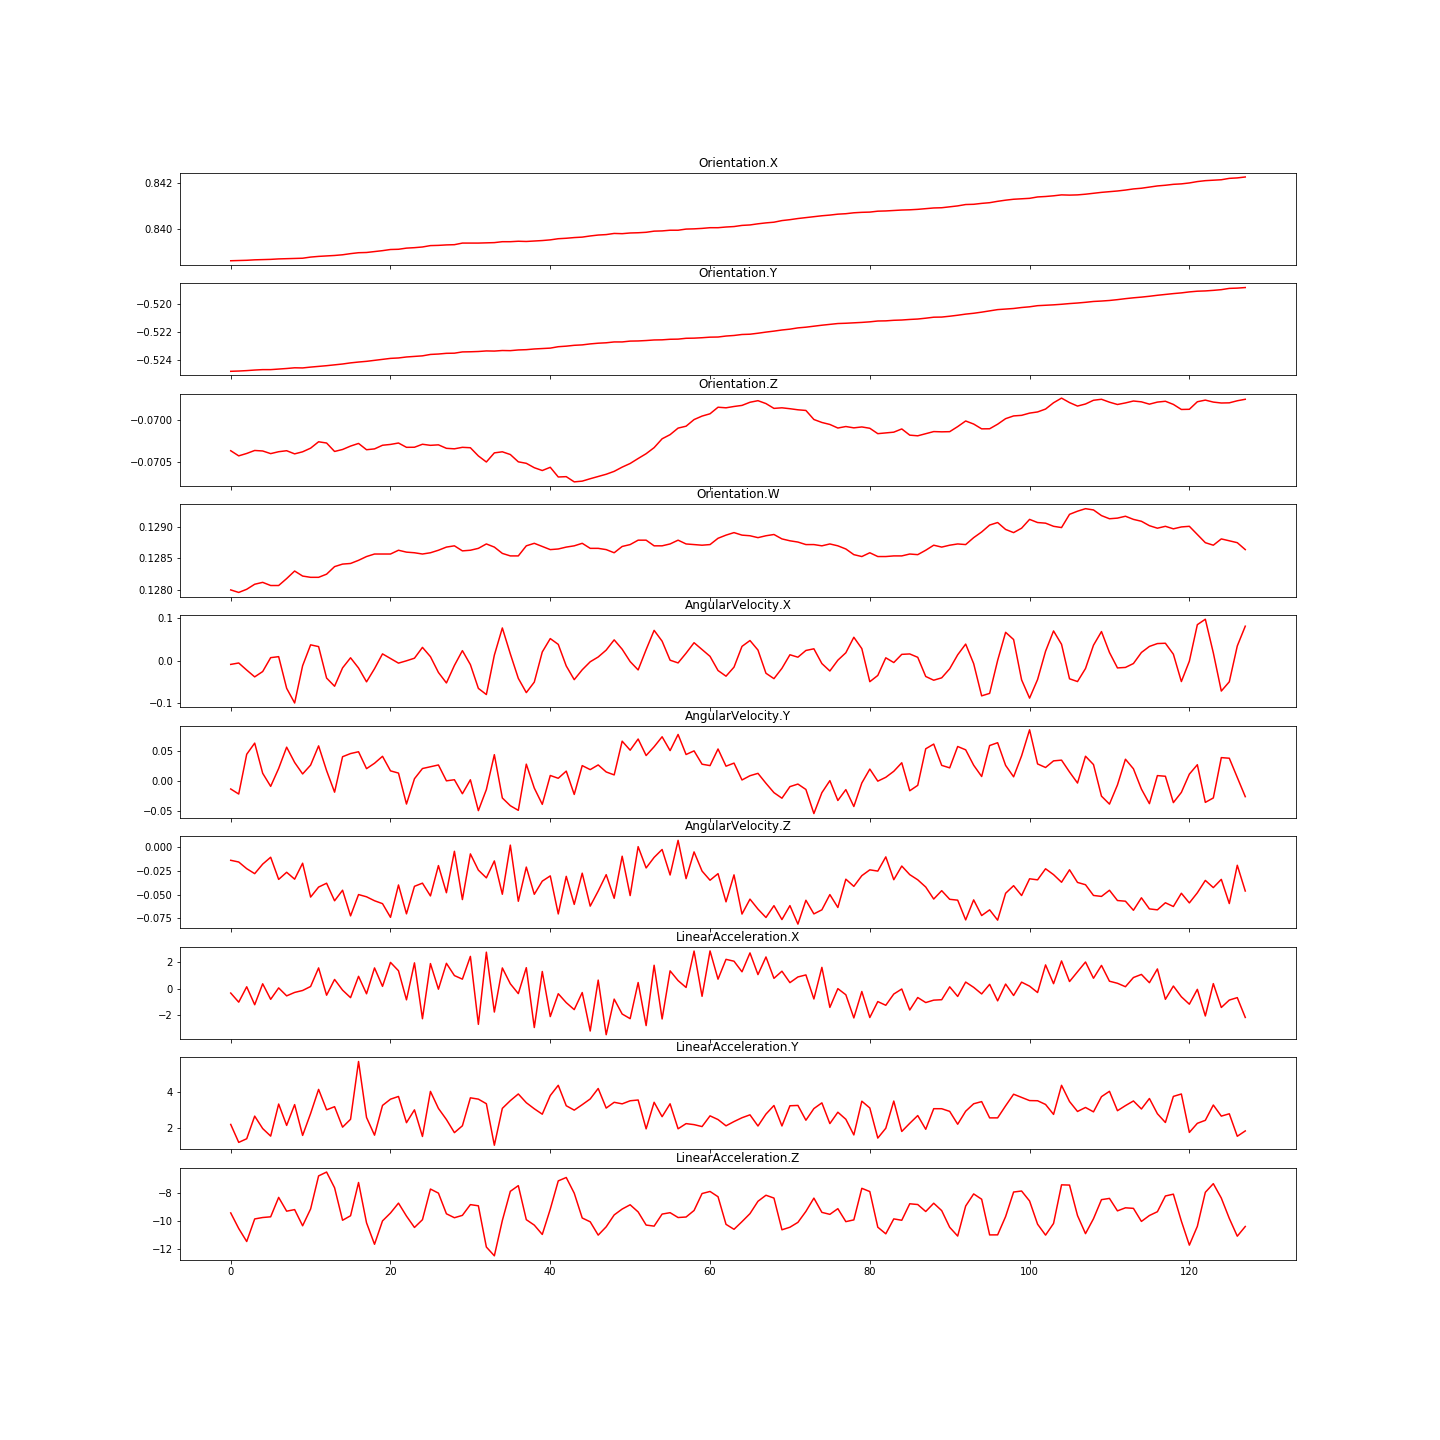 Orientation.X
0.842
0.840
Orientation.Y
−0.520
−0.522
−0.524
Orientation.Z
−0.0700
−0.0705
Orientation.W
0.1290
0.1285
0.1280
AngularVelocity.X
0.1
0.0
−0.1
AngularVelocity.Y
0.05
0.00
−0.05
AngularVelocity.Z
0.000
−0.025
−0.050
−0.075
LinearAcceleration.X
2
0
−2
LinearAcceleration.Y
4
2
LinearAcceleration.Z
−8
−10
−12
0 20 40 60 80 100 120